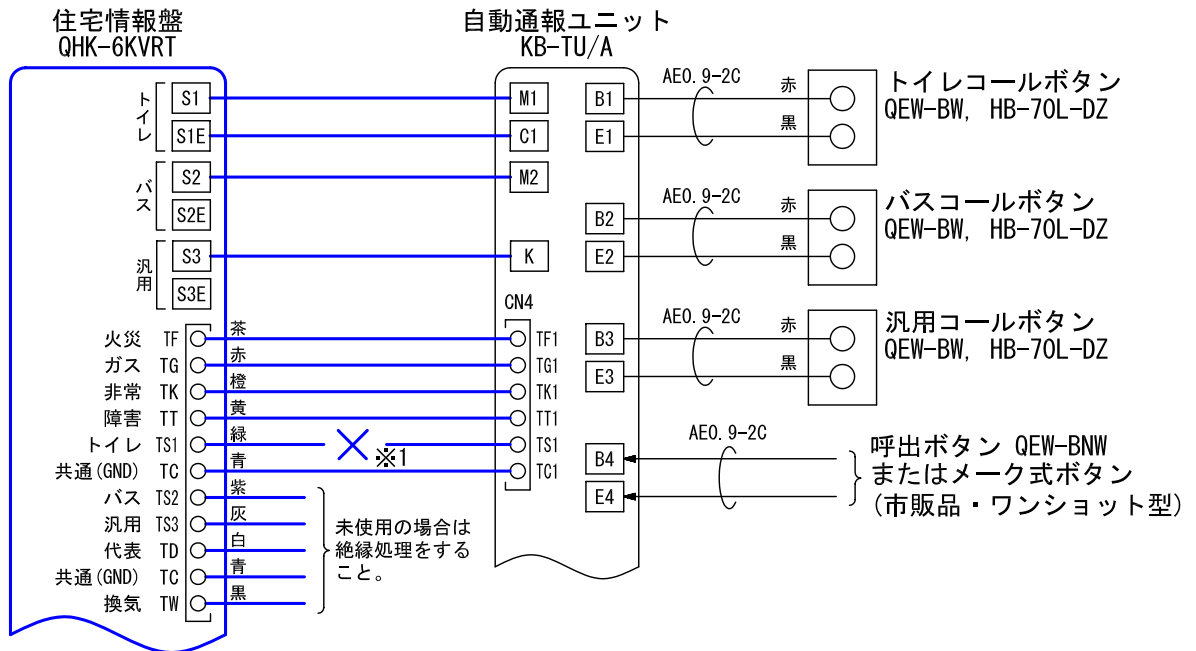 住宅情報盤
QHK-6KVRT
自動通報ユニット
KB-TU/A
トイレ
S1
S1E
バス
S2
S2E
汎用
S3
S3E
M1
C1
M2
K
CN4
B1
E1
B2
E2
B3
E3
B4
E4
AE0.9-2C
赤
黒
トイレコールボタン
QEW-BW, HB-70L-DZ
AE0.9-2C
赤
黒
バスコールボタン
QEW-BW, HB-70L-DZ
AE0.9-2C
赤
黒
汎用コールボタン
QEW-BW, HB-70L-DZ
AE0.9-2C
呼出ボタン QEW-BNW
またはメーク式ボタン
(市販品・ワンショット型)
火災 TF 茶 TF1
ガス TG 赤 TG1
非常 TK 橙 TK1
障害 TT 黄 TT1
トイレ TS1 緑 ※1 TS1
共通(GND) TC 青 TC1
バス TS2 紫
汎用 TS3 灰
代表 TD 白
共通(GND) TC 青
換気 TW 黒
未使用の場合は
絶縁処理をする
こと。